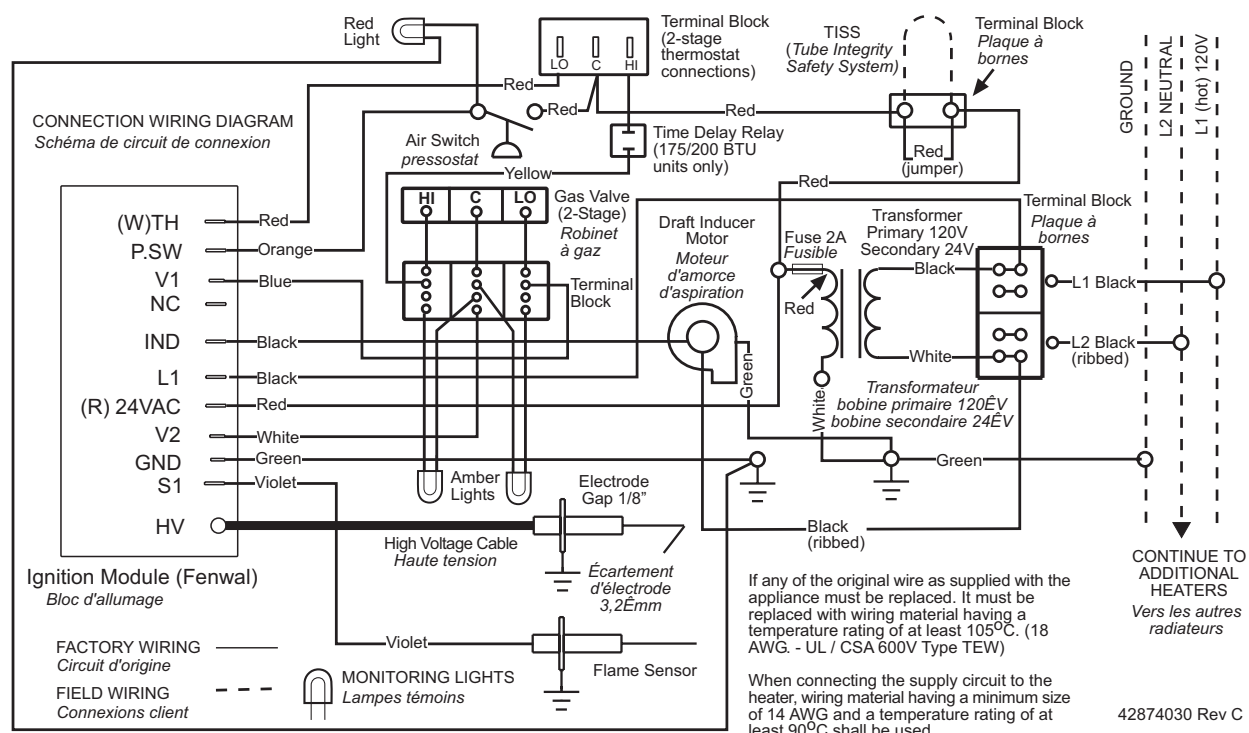 Red
Light
Terminal Block
(2-stage
thermostat
connections)
LO
C
HI
TISS
(Tube Integrity
Safety System)
Terminal Block
Plaque à
bornes
GROUND
L2 NEUTRAL
L1 (hot) 120V
CONNECTION WIRING DIAGRAM
Schéma de circuit de connexion
Red
Red
Red
Air Switch
pressostat
Time Delay Relay
(175/200 BTU
units only)
Red
(jumper)
Yellow
Red
HI
C
LO
Gas Valve
(2-Stage)
Robinet
à gaz
Draft Inducer
Motor
Moteur
d'amorce
d'aspiration
Transformer
Primary 120V
Secondary 24V
Terminal Block
Plaque à
bornes
Fuse 2A
Fusible
(W)TH
Red
P.SW
Orange
V1
Blue
NC
Terminal
Block
Red
Black
L1 Black
IND
Black
L2 Black
(ribbed)
White
L1
Black
Green
White
Transformateur
bobine primaire 120ÊV
bobine secondaire 24ÊV
(R) 24VAC
Red
V2
White
GND
Green
Green
S1
Violet
Amber
Lights
Electrode
Gap 1/8”
HV
High Voltage Cable
Haute tension
Black
(ribbed)
Écartement
d'électrode
3,2Êmm
CONTINUE TO
ADDITIONAL
HEATERS
Vers les autres
radiateurs
Ignition Module (Fenwal)
Bloc d'allumage
If any of the original wire as supplied with the
appliance must be replaced. It must be
replaced with wiring material having a
temperature rating of at least 105ºC. (18
AWG. - UL / CSA 600V Type TEW)
Violet
Flame Sensor
FACTORY WIRING
Circuit d'origine
FIELD WIRING
Connexions client
MONITORING LIGHTS
Lampes témoins
When connecting the supply circuit to the
heater, wiring material having a minimum size
of 14 AWG and a temperature rating of at
least 90ºC shall be used.
42874030 Rev C